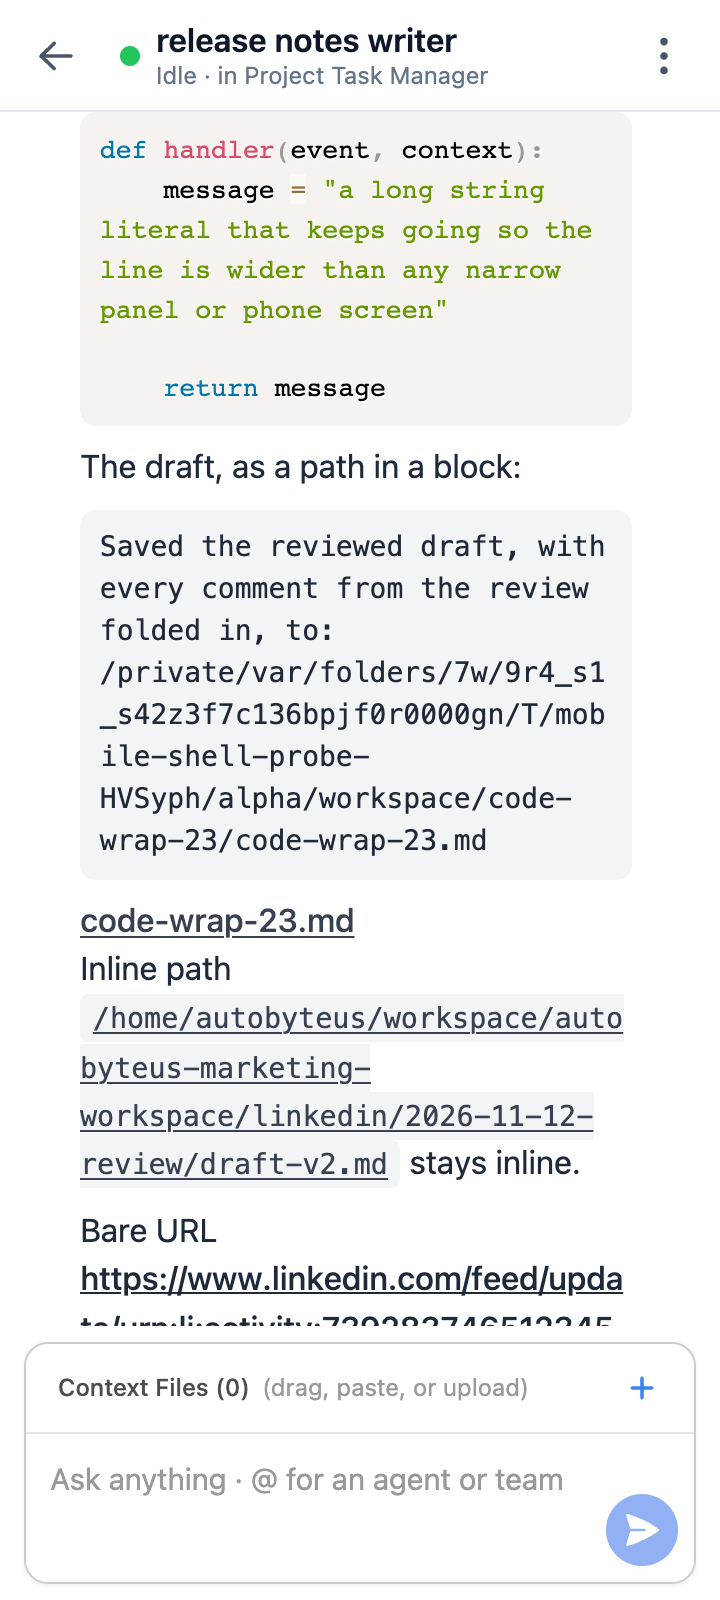 release notes writer
Idle · in Project Task Manager
def handler(event, context):
    message = "a long string
literal that keeps going so the
line is wider than any narrow
panel or phone screen"
    return message
The draft, as a path in a block:
Saved the reviewed draft, with
every comment from the review
folded in, to:
/private/var/folders/7w/9r4_s1
_s42z3f7c136bpjf0r0000gn/T/mob
ile-shell-probe-
HVSyph/alpha/workspace/code-
wrap-23/code-wrap-23.md
code-wrap-23.md
Inline path
/home/autobyteus/workspace/auto
byteus-marketing-
workspace/linkedin/2026-11-12-
review/draft-v2.md stays inline.
Bare URL
https://www.linkedin.com/feed/upda
Context Files (0) (drag, paste, or upload)
Ask anything · @ for an agent or team